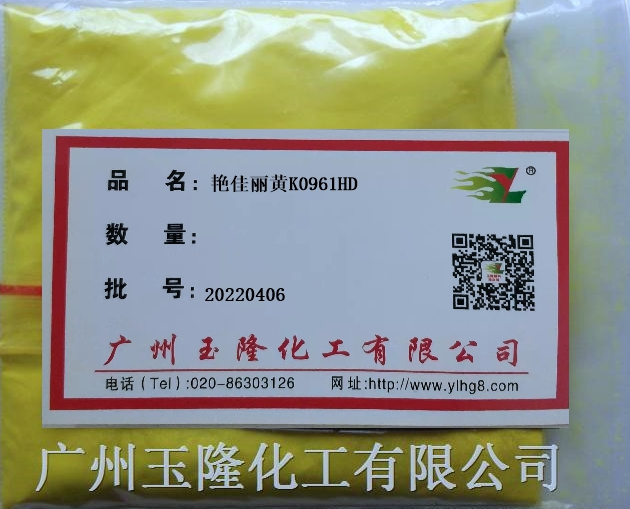 品 名: 艳佳丽黄K0961HD
®
数 量:
批 号: 20220406
广州玉隆化工有限公司
电话(Tel):020-86303126 网址:http://www.ylhg8.com
广州玉隆化工有限公司